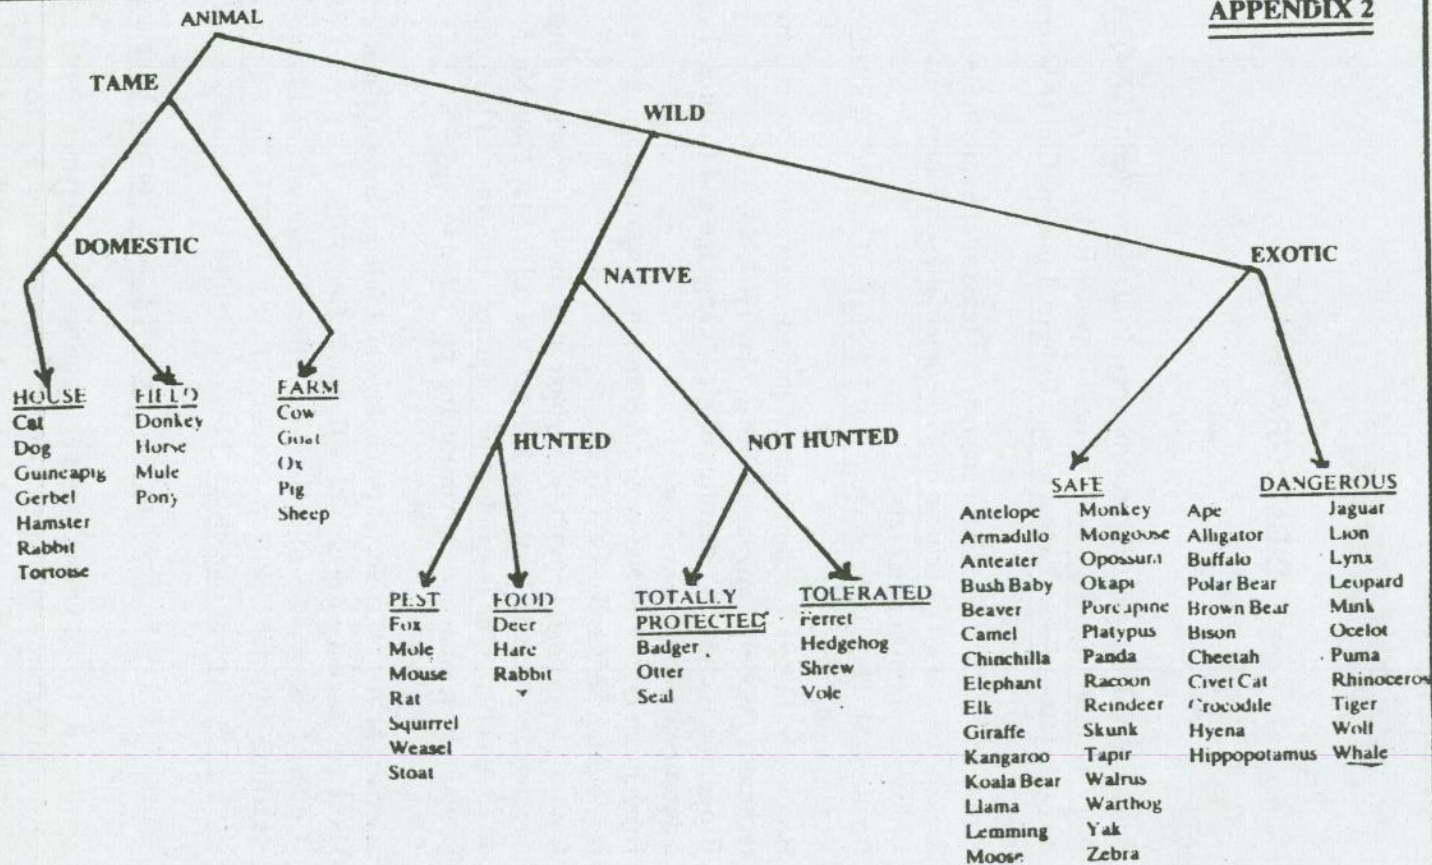 APPENDIX 2
ANIMAL
TAME
WILD
DOMESTIC
NATIVE
EXOTIC
HUNTED
NOT HUNTED
HOUSE
Cat
Dog
Guineapig
Gerbel
Hamster
Rabbit
Tortoise
FIELD
Donkey
Horse
Mule
Pony
FARM
Cow
Goat
Ox
Pig
Sheep
PEST
Fox
Mole
Mouse
Rat
Squirrel
Weasel
Stoat
FOOD
Deer
Hare
Rabbit
TOTALLY
PROTECTED
Badger
Otter
Seal
TOLERATED
Ferret
Hedgehog
Shrew
Vole
SAFE
Antelope
Armadillo
Anteater
Bush Baby
Beaver
Camel
Chinchilla
Elephant
Elk
Giraffe
Kangaroo
Koala Bear
Llama
Lemming
Moose
Monkey
Mongoose
Opossum
Okapi
Porcupine
Platypus
Panda
Racoon
Reindeer
Skunk
Tapir
Walrus
Warthog
Yak
Zebra
DANGEROUS
Ape
Alligator
Buffalo
Polar Bear
Brown Bear
Bison
Cheetah
Civet Cat
Crocodile
Hyena
Hippopotamus
Jaguar
Lion
Lynx
Leopard
Mink
Ocelot
Puma
Rhinoceros
Tiger
Wolf
Whale